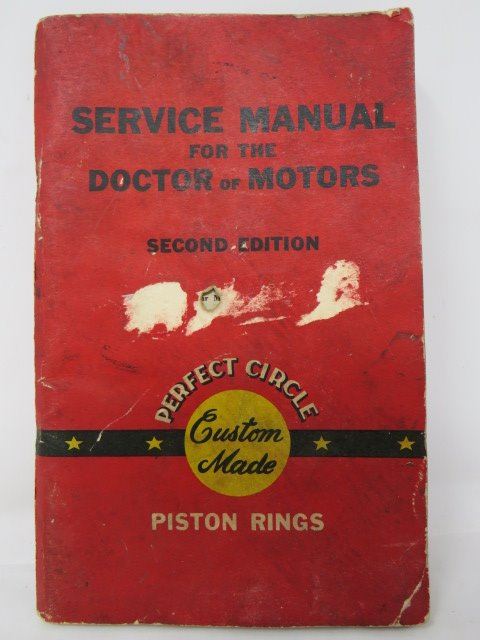 SERVICE MANUAL
FOR THE
DOCTOR OF MOTORS
SECOND EDITION
PERFECT CIRCLE
Custom
Made
PISTON RINGS